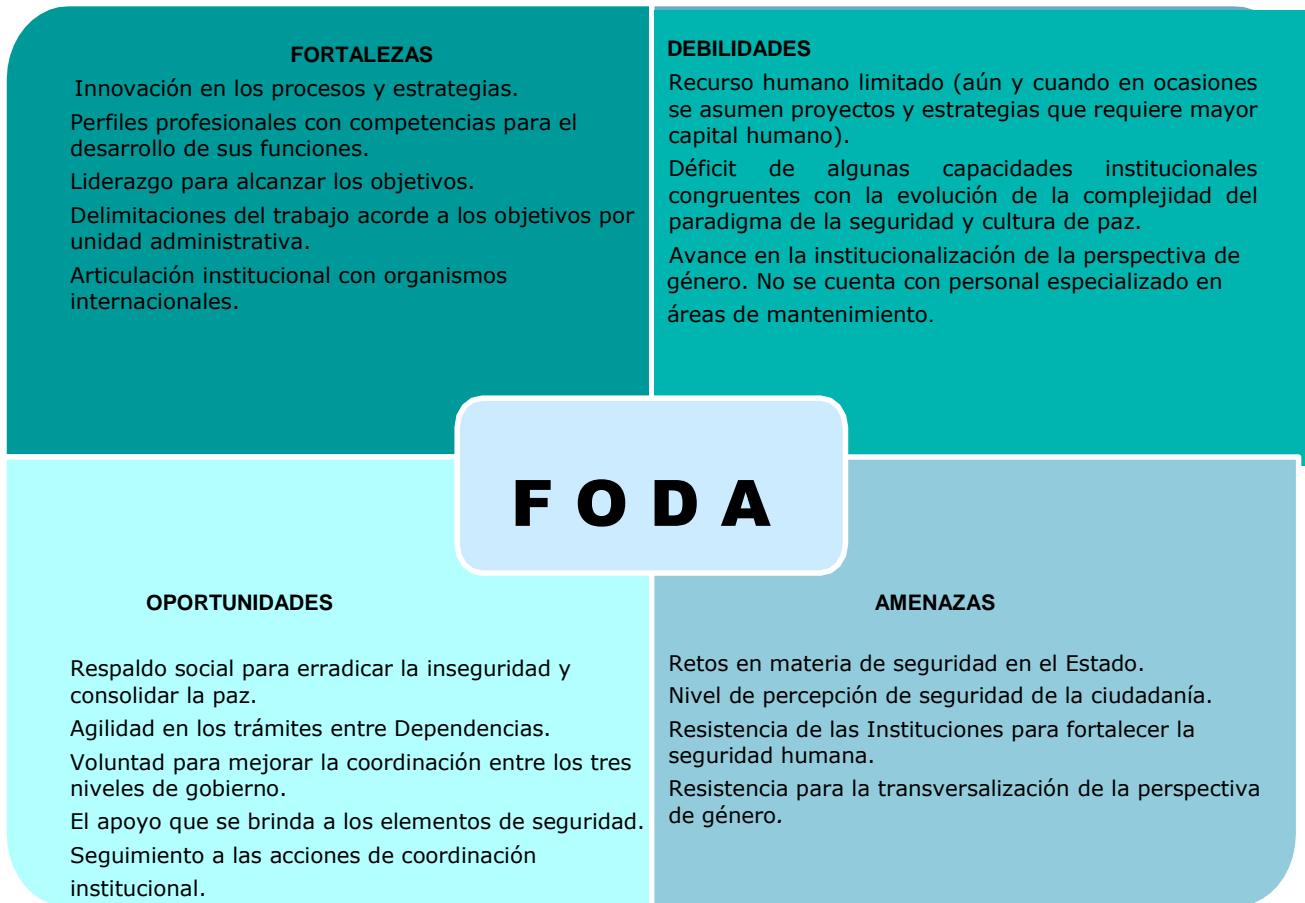 FORTALEZAS
Innovación en los procesos y estrategias.
Perfiles profesionales con competencias para el
desarrollo de sus funciones.
Liderazgo para alcanzar los objetivos.
Delimitaciones del trabajo acorde a los objetivos por
unidad administrativa.
Articulación institucional con organismos
internacionales.
DEBILIDADES
Recurso humano limitado (aún y cuando en ocasiones
se asumen proyectos y estrategias que requiere mayor
capital humano).
Déficit de algunas capacidades institucionales
congruentes con la evolución de la complejidad del
paradigma de la seguridad y cultura de paz.
Avance en la institucionalización de la perspectiva de
género. No se cuenta con personal especializado en
áreas de mantenimiento.
F O D A
OPORTUNIDADES
Respaldo social para erradicar la inseguridad y
consolidar la paz.
Agilidad en los trámites entre Dependencias.
Voluntad para mejorar la coordinación entre los tres
niveles de gobierno.
El apoyo que se brinda a los elementos de seguridad.
Seguimiento a las acciones de coordinación
institucional.
AMENAZAS
Retos en materia de seguridad en el Estado.
Nivel de percepción de seguridad de la ciudadanía.
Resistencia de las Instituciones para fortalecer la
seguridad humana.
Resistencia para la transversalización de la perspectiva
de género.